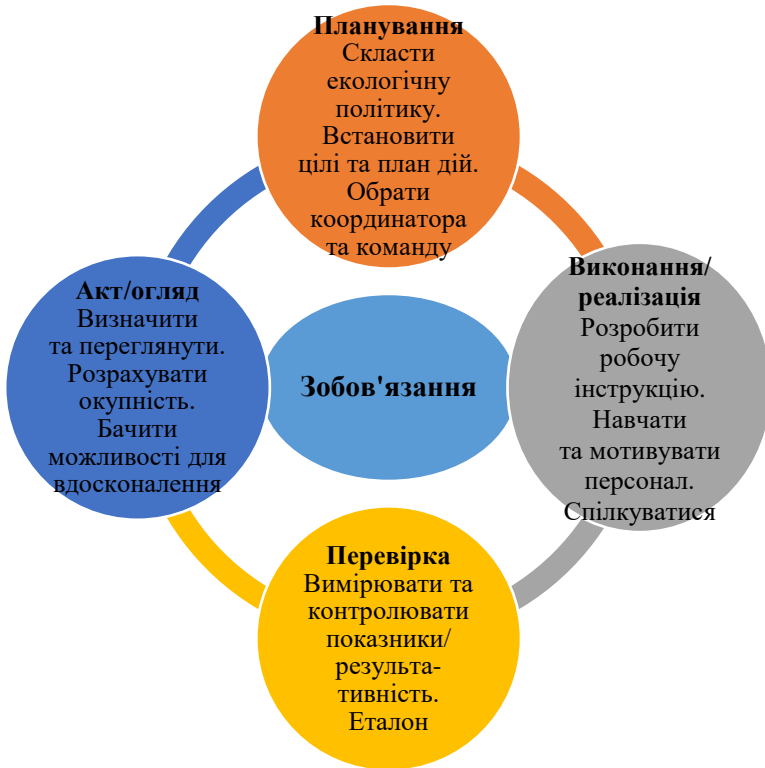 Планування
Скласти
екологічну
політику.
Встановити
цілі та план дій.
Обрати
координатора
та команду
Виконання/
реалізація
Розробити
робочу
інструкцію.
Навчати
та мотивувати
персонал.
Спілкуватися
Перевірка
Вимірювати та
контролювати
показники/
результа-
тивність.
Еталон
Акт/огляд
Визначити
та переглянути.
Розрахувати
окупність.
Бачити
можливості для
вдосконалення
Зобов'язання